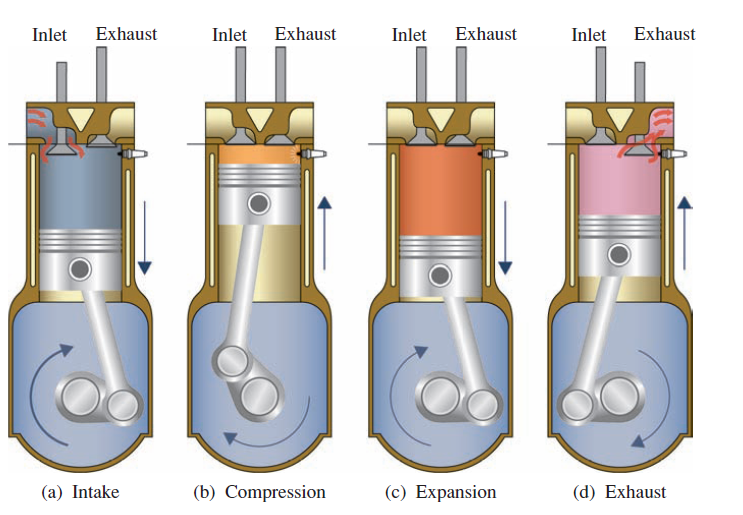 Inlet Exhaust Inlet Exhaust Inlet Exhaust Inlet Exhaust
(a) Intake (b) Compression (c) Expansion (d) Exhaust